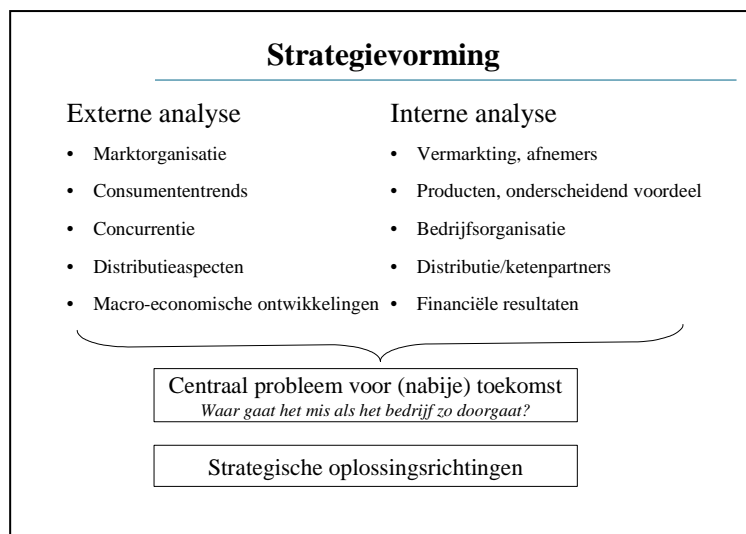 Strategievorming
Externe analyse
• Marktorganisatie
• Consumententrends
• Concurrentie
• Distributieaspecten
• Macro-economische ontwikkelingen
Interne analyse
• Vermarkting, afnemers
• Producten, onderscheidend voordeel
• Bedrijfsorganisatie
• Distributie/ketenpartners
• Financiële resultaten
Centraal probleem voor (nabije) toekomst
Waar gaat het mis als het bedrijf zo doorgaat?
Strategische oplossingsrichtingen